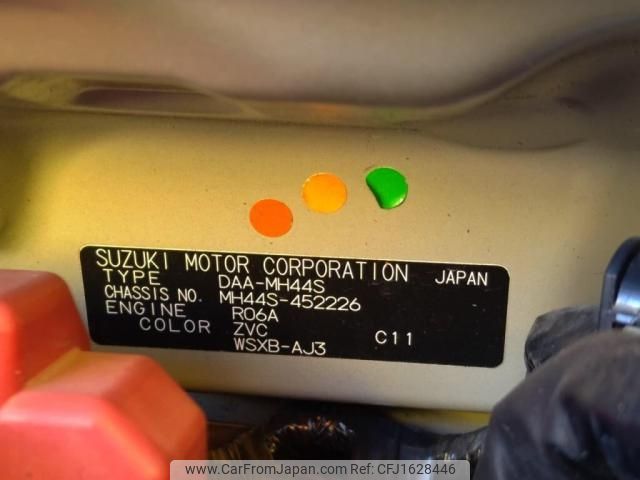 SUZUKI MOTOR CORPORATION JAPAN
TYPE DAA-MH44S
CHASSIS NO. MH44S-452226
ENGINE R06A
COLOR ZVC C11
WSXB-AJ3
www.CarFromJapan.com | Ref No. CFJ1628446